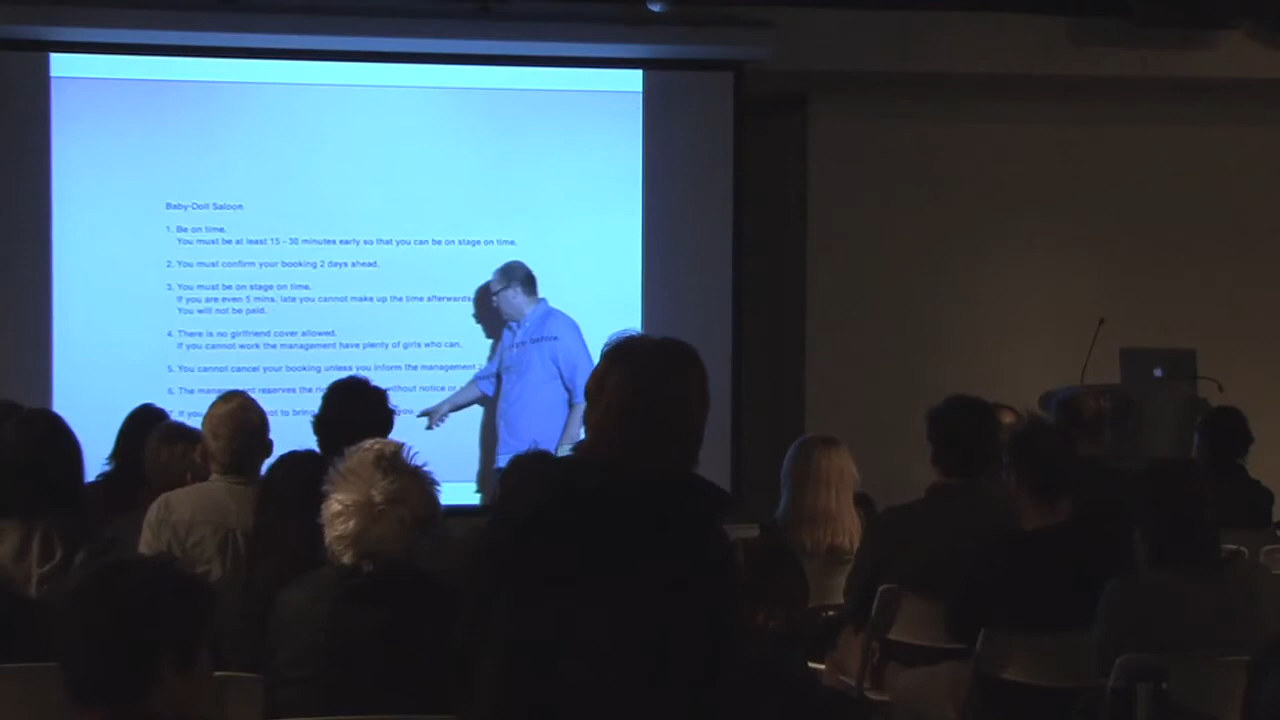 Baby-Doll Saloon
1. Be on time.
You must be at least 15 - 30 minutes early so that you can be on stage on time.
2. You must confirm your booking 2 days ahead.
3. You must be on stage on time.
If you are even 5 mins. late you cannot make up the time afterwards
You will not be paid.
4. There is no girlfriend cover allowed.
If you cannot work the management have plenty of girls who can.
5. You cannot cancel your booking unless you inform the management 2
6. The management reserves the without notice or
7. If you not to bring you.
before.